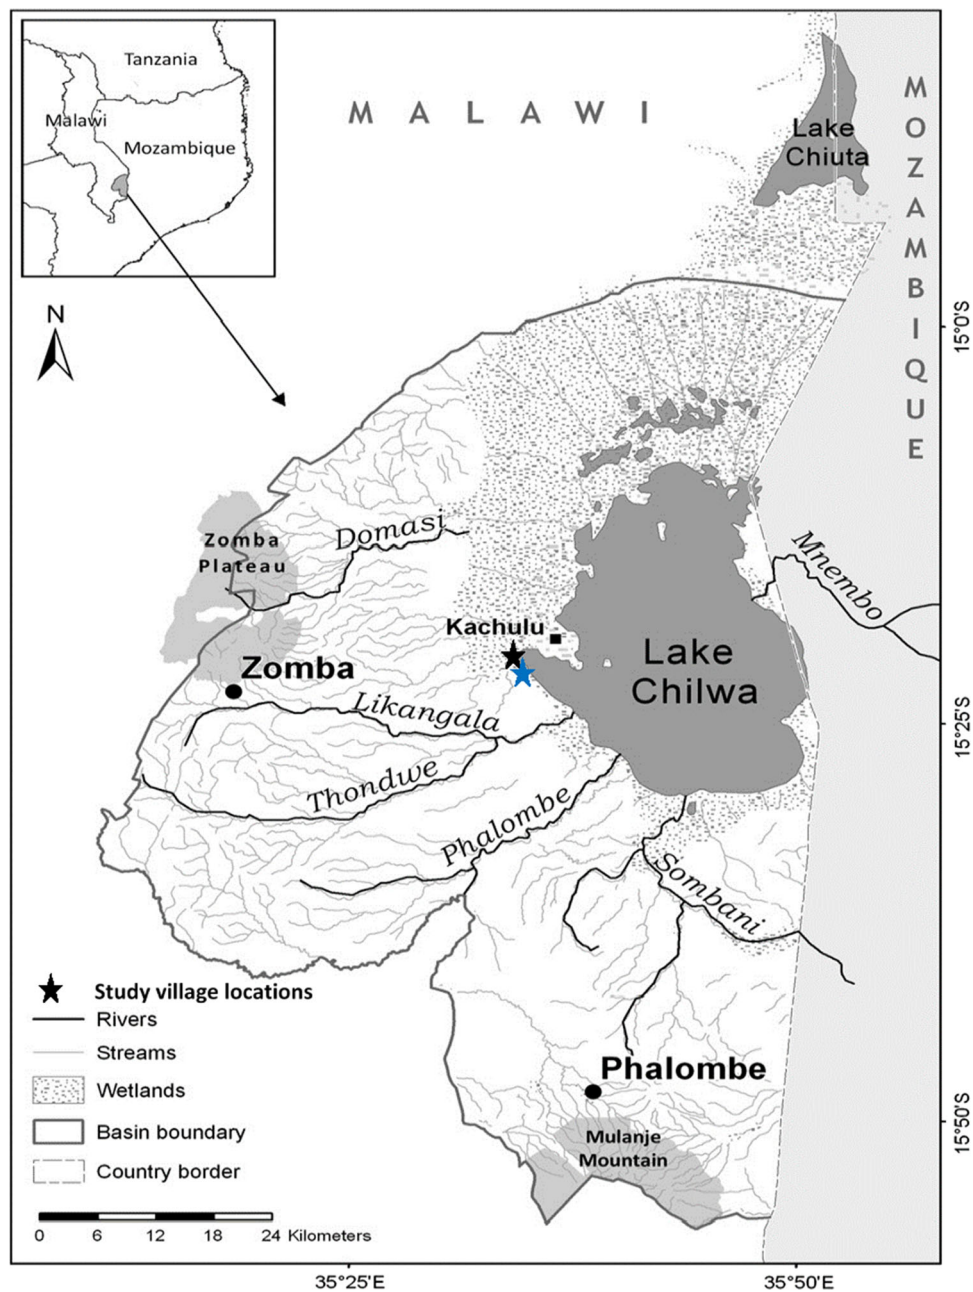 Tanzania
Malawi
Mozambique
MALAWI
Lake
Chiuta
MOZAMBIQUE
N
15°0'S
Domasi
Zomba
Plateau
Mnembo
Kachulu
Zomba
Lake
Chilwa
Likangala
15°25'S
Thondwe
Phalombe
Sombani
Study village locations
Rivers
Streams
Wetlands
Basin boundary
Country border
Phalombe
Mulanje
Mountain
15°50'S
0 6 12 18 24 Kilometers
35°25'E
35°50'E